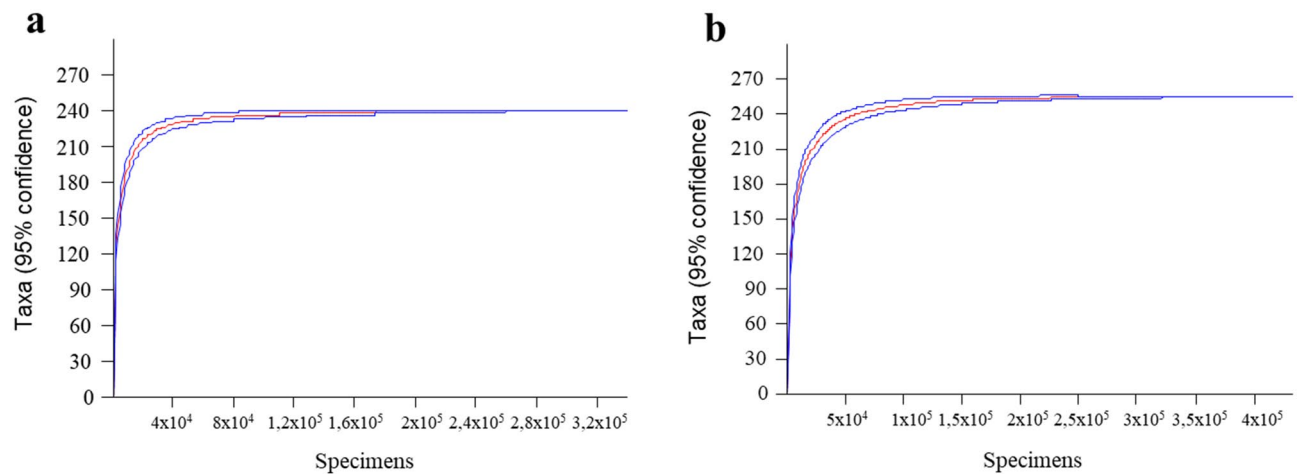 a
Taxa (95% confidence)
270
240
210
180
150
120
90
60
30
0
4x10⁴ 8x10⁴ 1,2x10⁵ 1,6x10⁵ 2x10⁵ 2,4x10⁵ 2,8x10⁵ 3,2x10⁵
Specimens
b
Taxa (95% confidence)
270
240
210
180
150
120
90
60
30
0
5x10⁴ 1x10⁵ 1,5x10⁵ 2x10⁵ 2,5x10⁵ 3x10⁵ 3,5x10⁵ 4x10⁵
Specimens